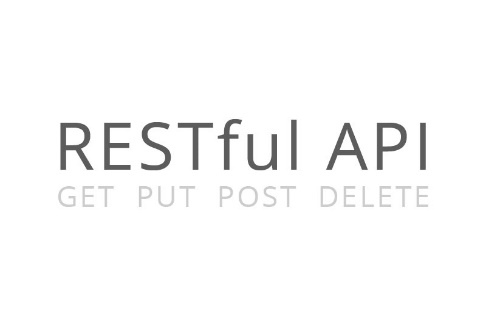 RESTful API
GET PUT POST DELETE